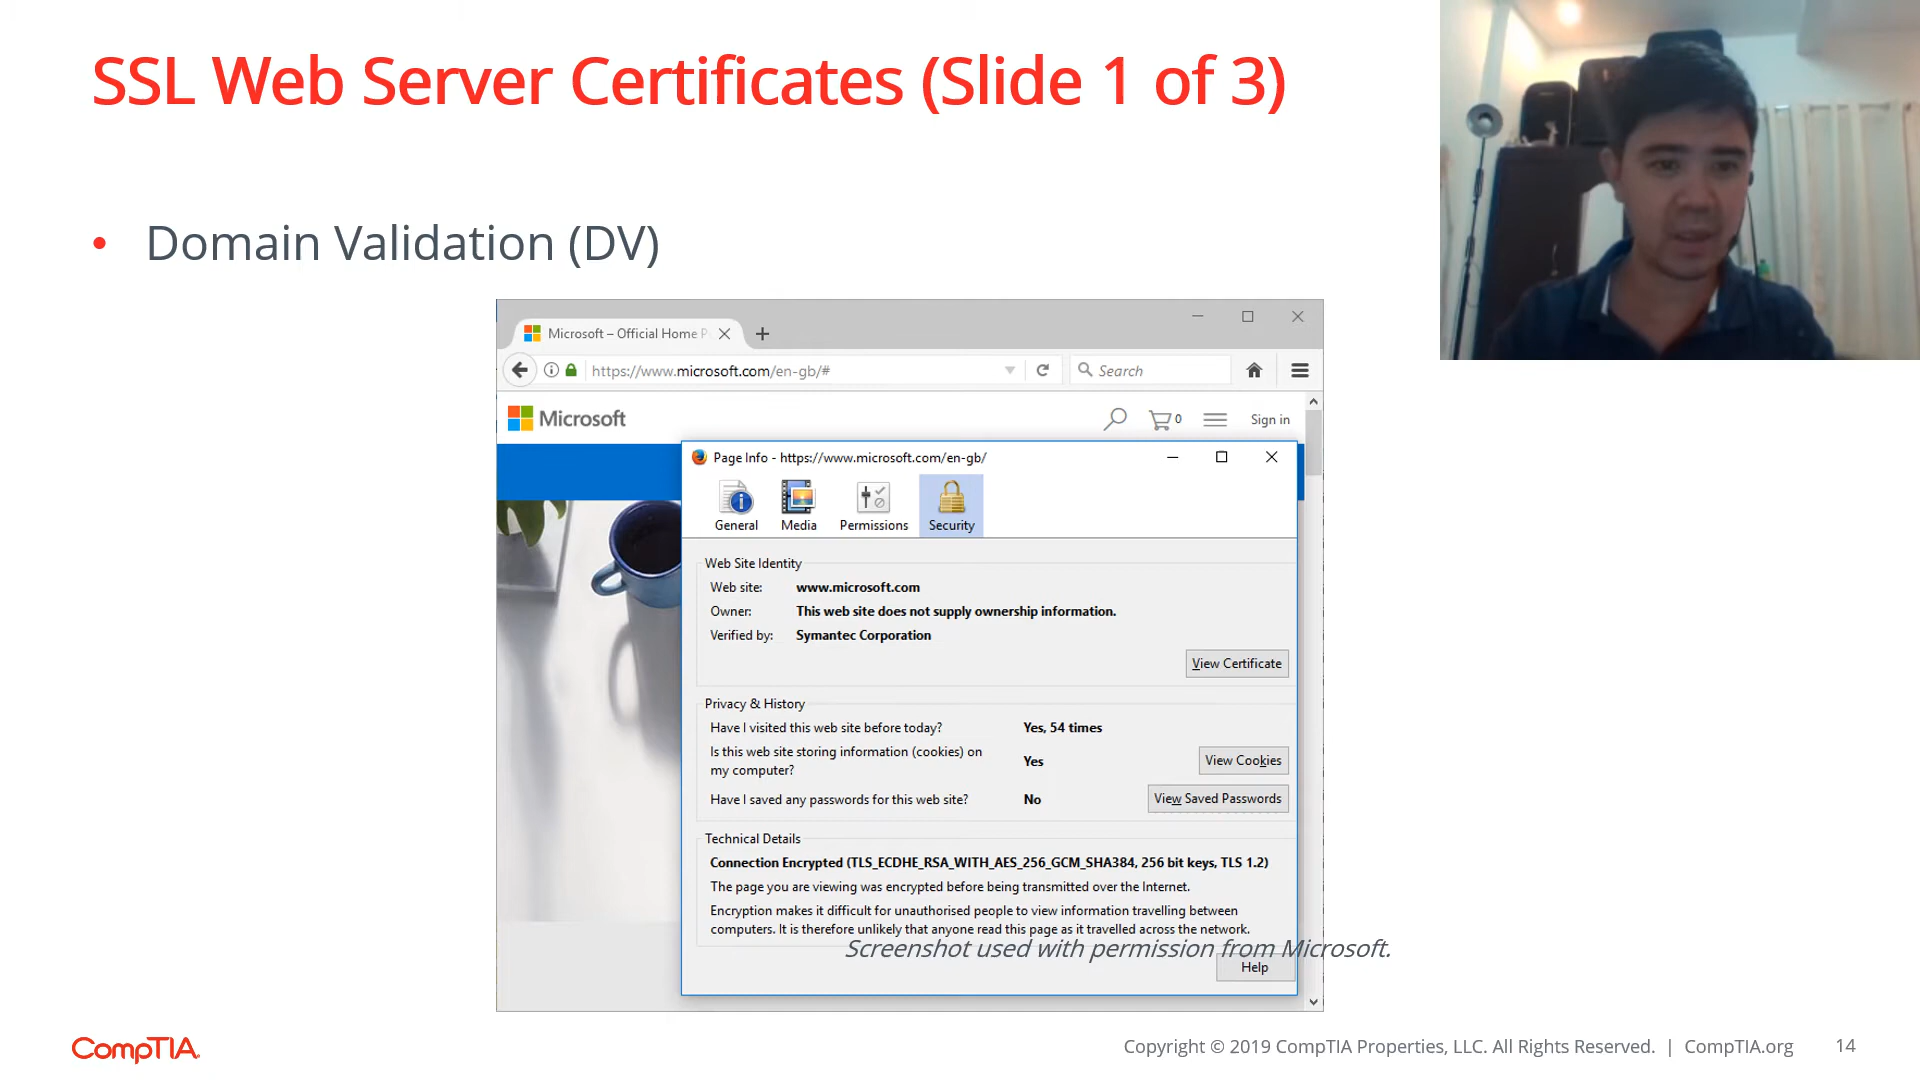 SSL Web Server Certificates (Slide 1 of 3)
• Domain Validation (DV)
Microsoft – Official Home P
https://www.microsoft.com/en-gb/#
Search
Microsoft
0
Sign in
Page Info - https://www.microsoft.com/en-gb/
General Media Permissions Security
Web Site Identity
Web site: www.microsoft.com
Owner: This web site does not supply ownership information.
Verified by: Symantec Corporation
View Certificate
Privacy & History
Have I visited this web site before today? Yes, 54 times
Is this web site storing information (cookies) on
my computer?
Yes
View Cookies
Have I saved any passwords for this web site? No View Saved Passwords
Technical Details
Connection Encrypted (TLS_ECDHE_RSA_WITH_AES_256_GCM_SHA384, 256 bit keys, TLS 1.2)
The page you are viewing was encrypted before being transmitted over the Internet.
Encryption makes it difficult for unauthorised people to view information travelling between
computers. It is therefore unlikely that anyone read this page as it travelled across the network.
Screenshot used with permission from Microsoft.
Help
CompTIA.
Copyright © 2019 CompTIA Properties, LLC. All Rights Reserved. | CompTIA.org 14